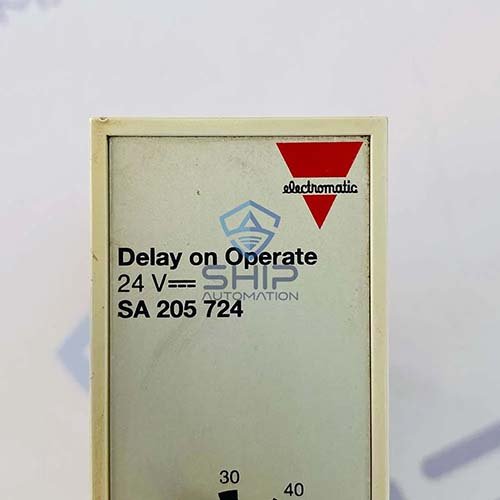 electromatic
Delay on Operate
24 V⎓
SHIP
AUTOMATION
SA 205 724
30
40